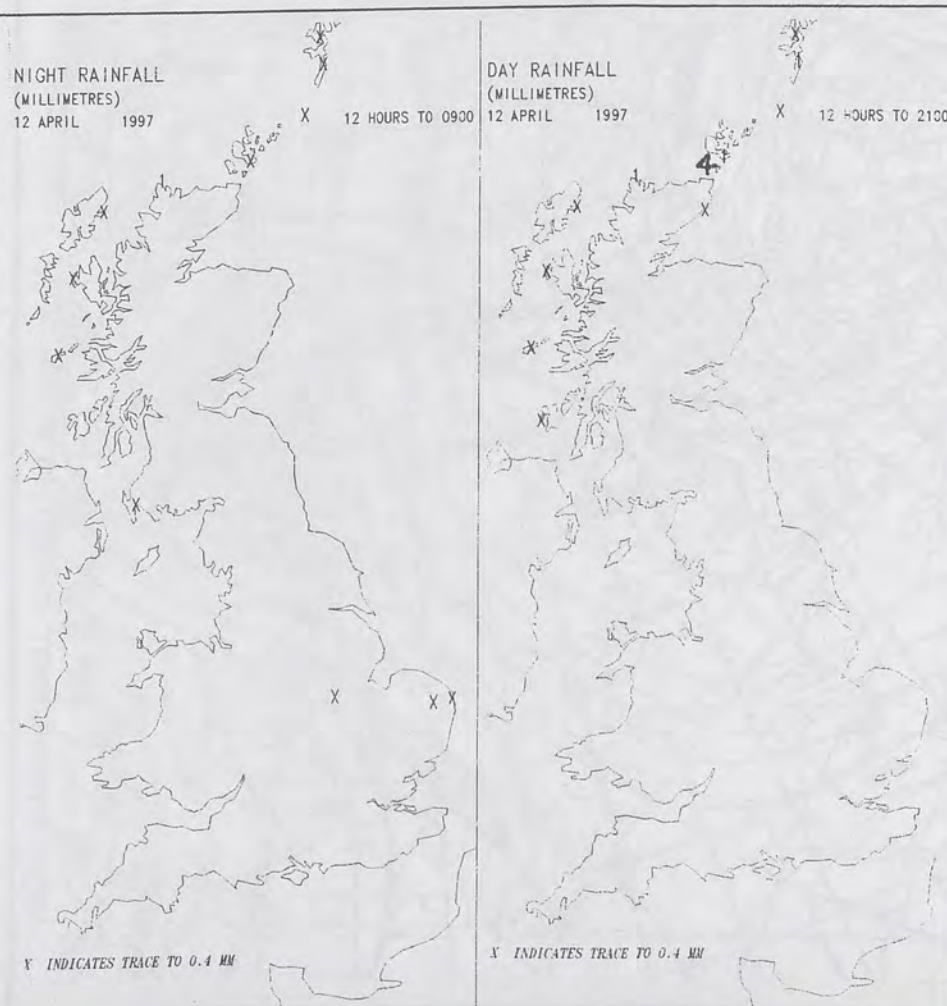 NIGHT RAINFALL
(MILLIMETRES)
12 APRIL 1997
X 12 HOURS TO 0900
X
X
X
X
X
X
X
X
X
X
X
X INDICATES TRACE TO 0.4 MM
DAY RAINFALL
(MILLIMETRES)
12 APRIL 1997
X 12 HOURS TO 2100
X
X
4
X
X
X
X
X
X INDICATES TRACE TO 0.4 MM